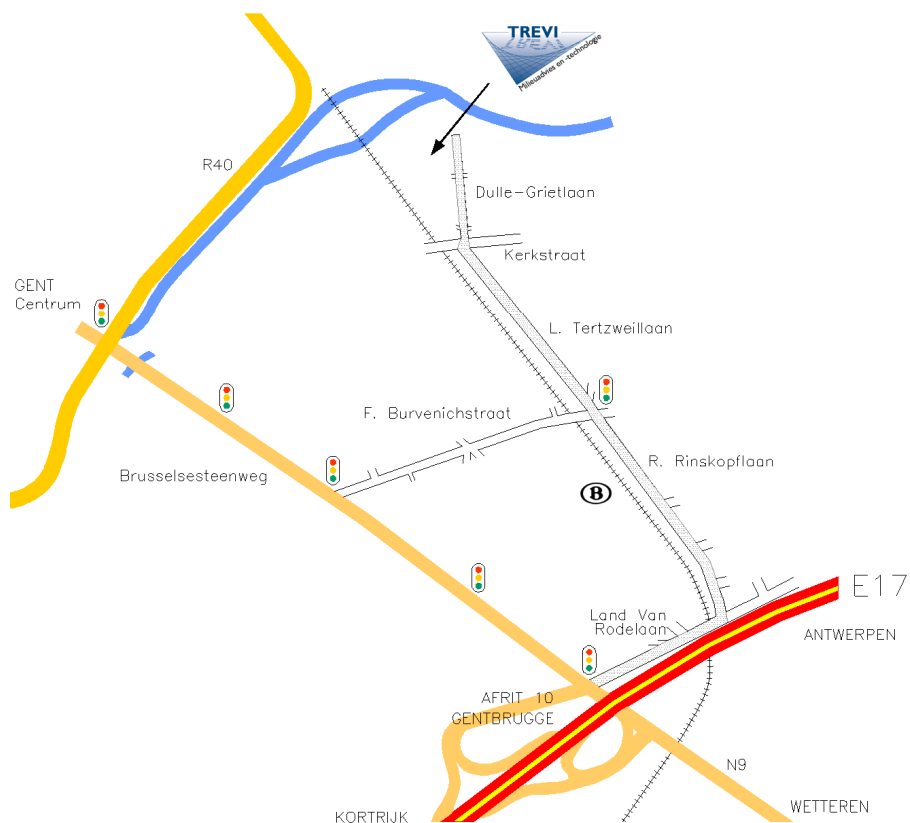 TREVI
Milieuadvies en -technologie
R40
Dulle-Grietlaan
Kerkstraat
GENT
Centrum
L. Tertzweillaan
F. Burvenichstraat
R. Rinskopflaan
Brusselsesteenweg
B
E17
Land Van
Rodelaan
ANTWERPEN
AFRIT 10
GENTBRUGGE
N9
WETTEREN
KORTRIJK